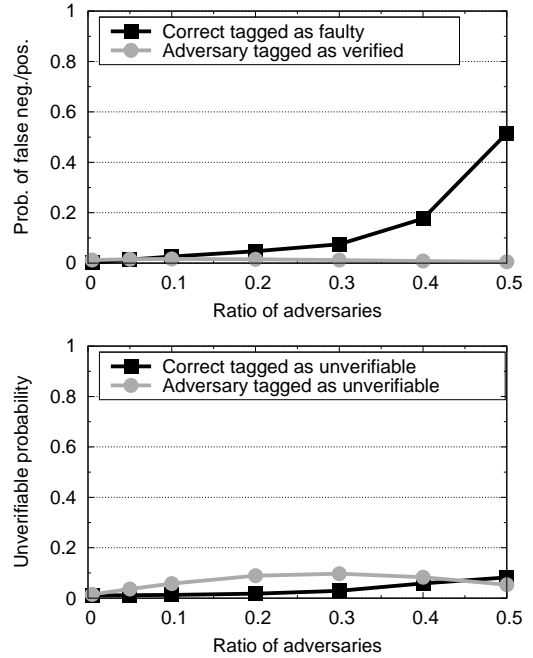 Prob. of false neg./pos.
1
0.8
0.6
0.4
0.2
0
Correct tagged as faulty
Adversary tagged as verified
0 0.1 0.2 0.3 0.4 0.5
Ratio of adversaries
Unverifiable probability
1
0.8
0.6
0.4
0.2
0
Correct tagged as unverifiable
Adversary tagged as unverifiable
0 0.1 0.2 0.3 0.4 0.5
Ratio of adversaries